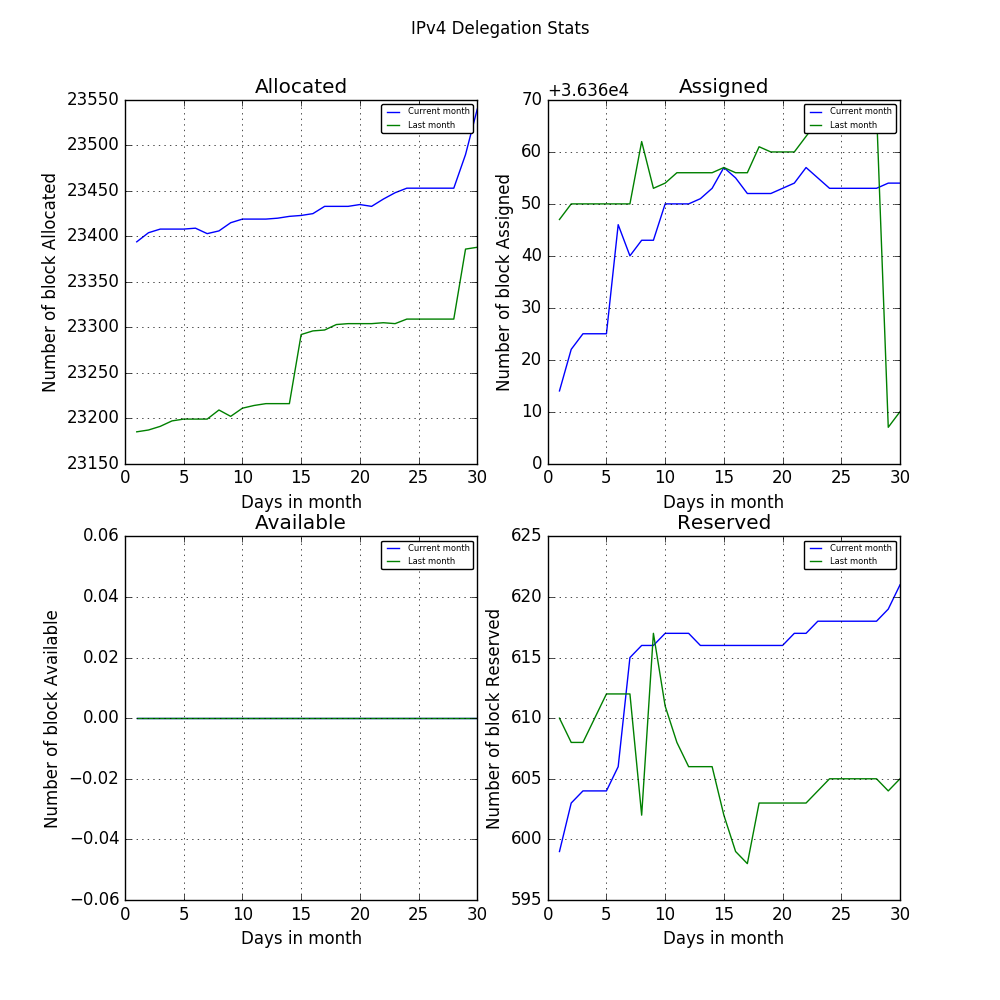 IPv4 Delegation Stats
Allocated
Number of block Allocated
23550
23500
23450
23400
23350
23300
23250
23200
23150
0 5 10 15 20 25 30
Days in month
Current month
Last month
Assigned
+3.636e4
Number of block Assigned
70
60
50
40
30
20
10
0
0 5 10 15 20 25 30
Days in month
Current month
Last month
Available
Number of block Available
0.06
0.04
0.02
0.00
−0.02
−0.04
−0.06
0 5 10 15 20 25 30
Days in month
Current month
Last month
Reserved
Number of block Reserved
625
620
615
610
605
600
595
0 5 10 15 20 25 30
Days in month
Current month
Last month